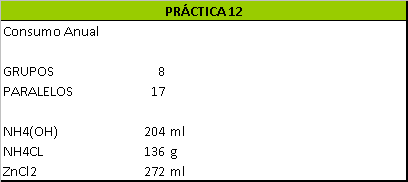 PRÁCTICA 12
Consumo Anual
GRUPOS 8
PARALELOS 17
NH4(OH) 204 ml
NH4CL 136 g
ZnCl2 272 ml